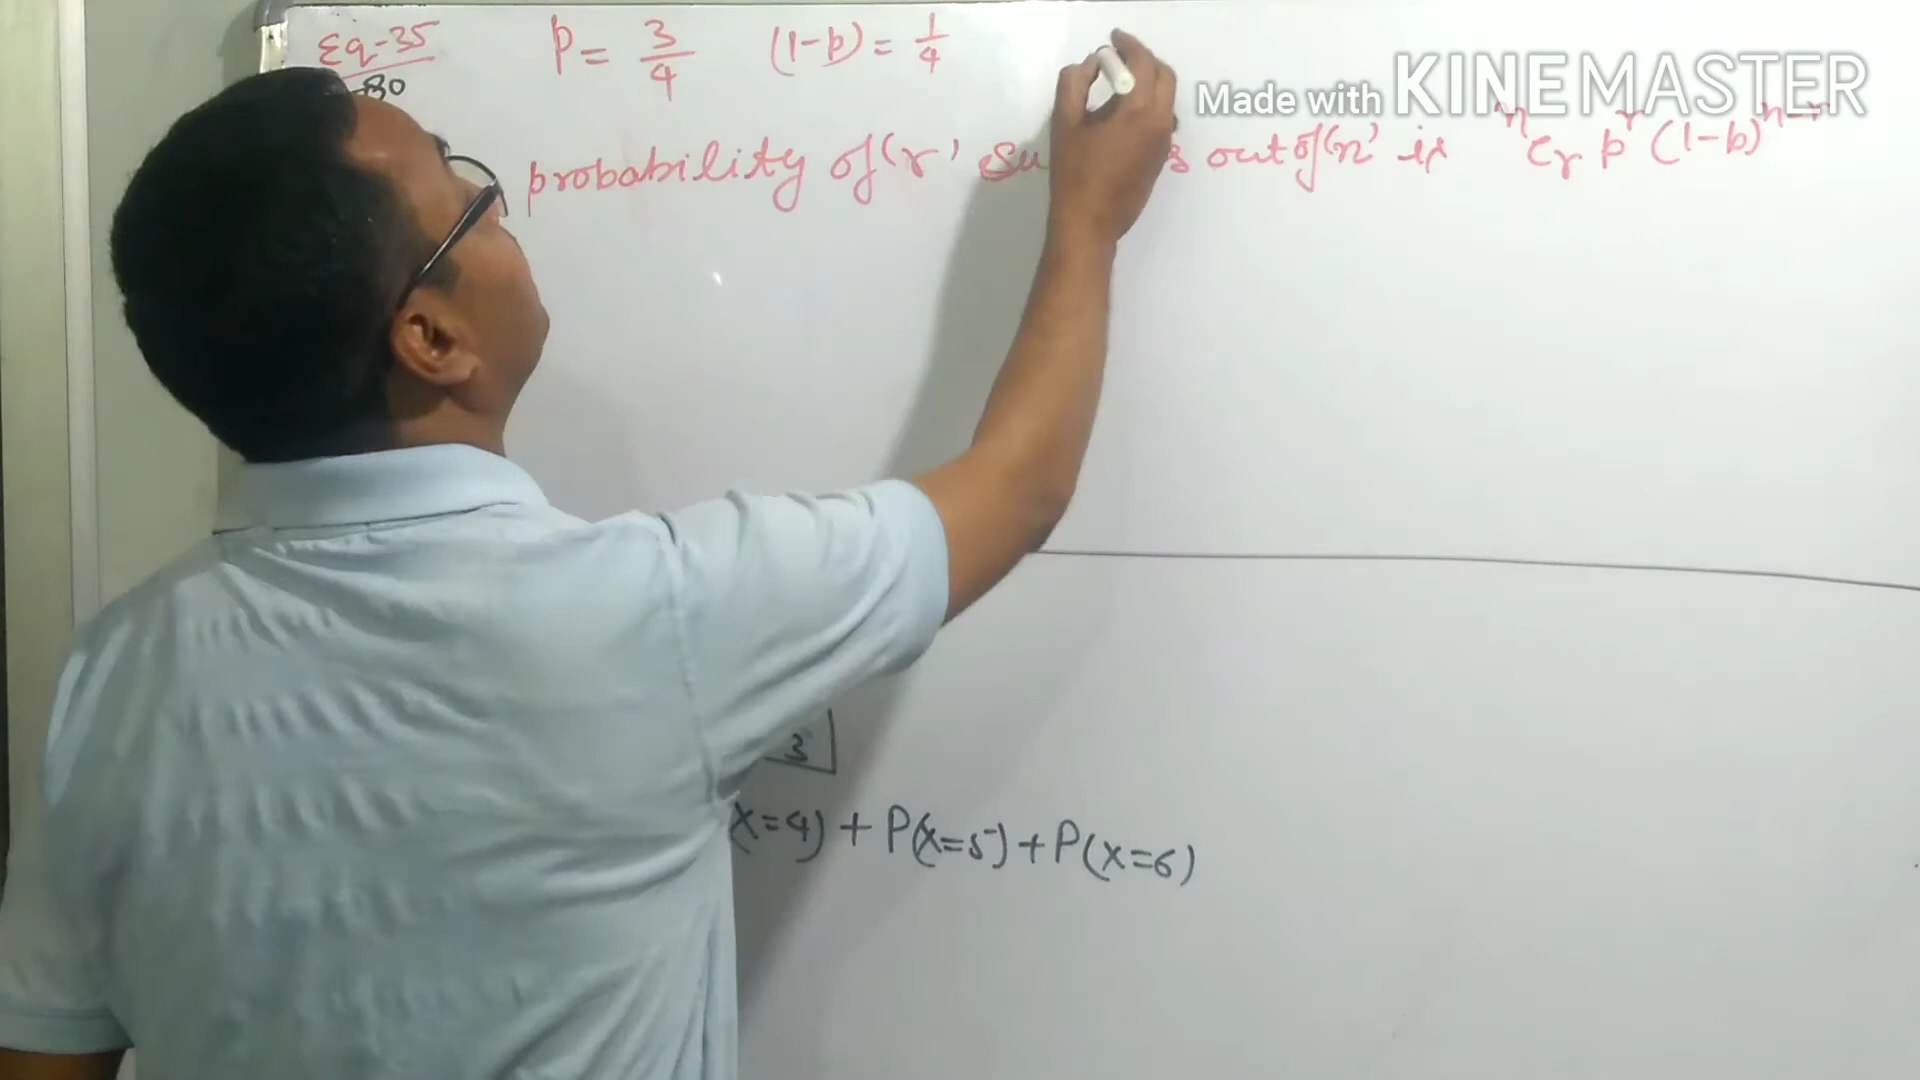 Eq-35 p = 3/4 (1-p) = 1/4
80
Made with KINEMASTER
probability of 'r' out of 'n' is ⁿCᵣ pʳ (1-p)ⁿ⁻ʳ
3
x=4) + P(x=5) + P(x=6)